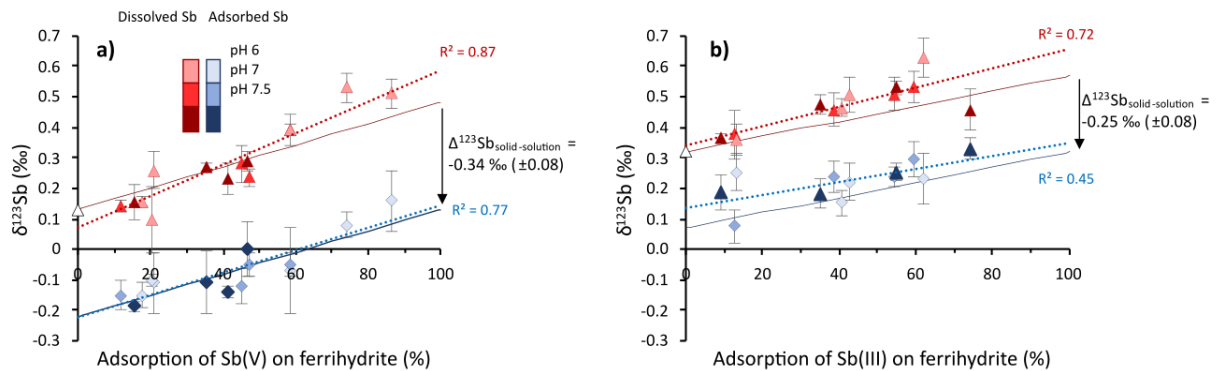 Dissolved Sb Adsorbed Sb
pH 6
pH 7
pH 7.5
a)
R² = 0.87
Δ¹²³Sbsolid-solution =
-0.34 ‰ (±0.08)
R² = 0.77
δ¹²³Sb (‰)
0.7
0.6
0.5
0.4
0.3
0.2
0.1
0
-0.1
-0.2
-0.3
0 20 40 60 80 100
Adsorption of Sb(V) on ferrihydrite (%)
b)
R² = 0.72
Δ¹²³Sbsolid-solution =
-0.25 ‰ (±0.08)
R² = 0.45
δ¹²³Sb (‰)
0.7
0.6
0.5
0.4
0.3
0.2
0.1
0.0
-0.1
-0.2
-0.3
0 20 40 60 80 100
Adsorption of Sb(III) on ferrihydrite (%)